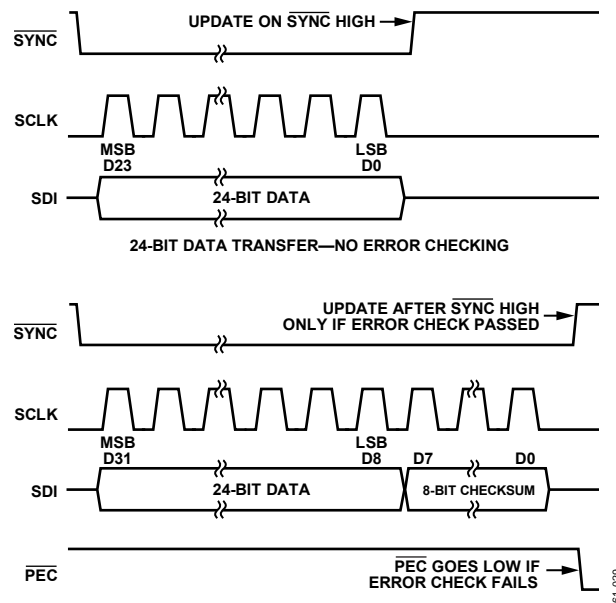 UPDATE ON SYNC HIGH
SYNC
SCLK
MSB
D23
LSB
D0
SDI
24-BIT DATA
24-BIT DATA TRANSFER—NO ERROR CHECKING
UPDATE AFTER SYNC HIGH
ONLY IF ERROR CHECK PASSED
SYNC
SCLK
MSB
D31
LSB
D8
D7
D0
SDI
24-BIT DATA
8-BIT CHECKSUM
PEC GOES LOW IF
ERROR CHECK FAILS
PEC